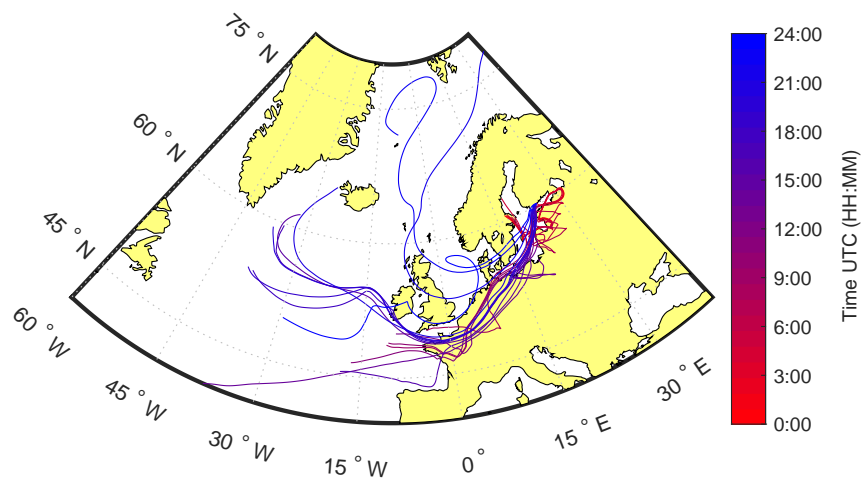 75 ° N
60 ° N
45 ° N
60 ° W
45 ° W
30 ° W
15 ° W
0 °
15 ° E
30 ° E
24:00
21:00
18:00
15:00
12:00
9:00
6:00
3:00
0:00
Time UTC (HH:MM)